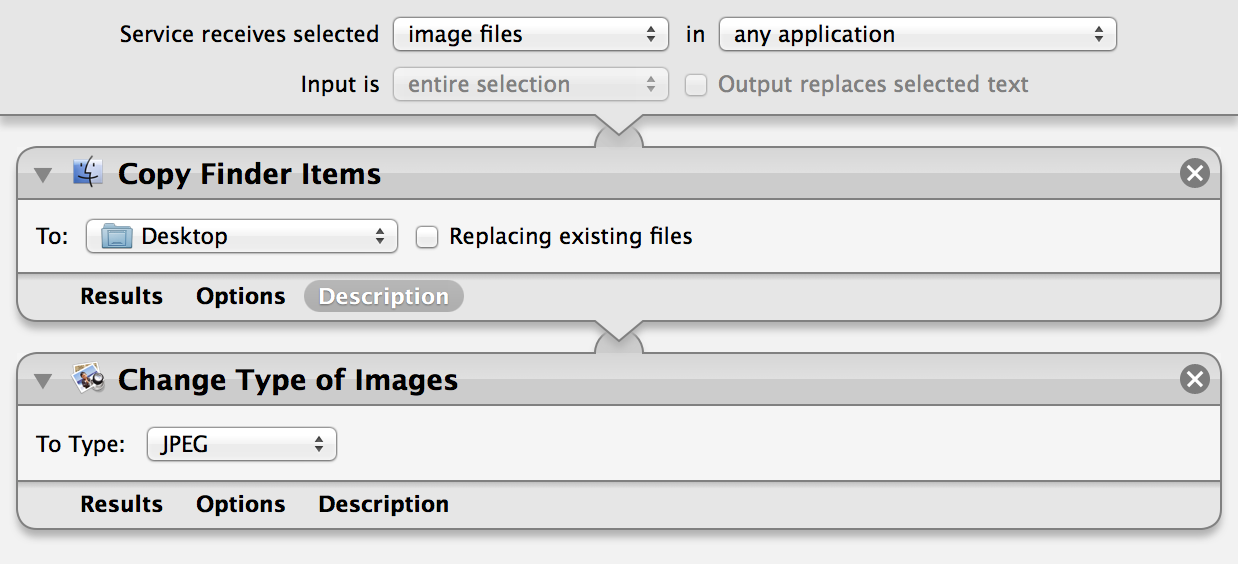 Service receives selected image files in any application
Input is entire selection Output replaces selected text
Copy Finder Items
To: Desktop Replacing existing files
Results Options Description
Change Type of Images
To Type: JPEG
Results Options Description